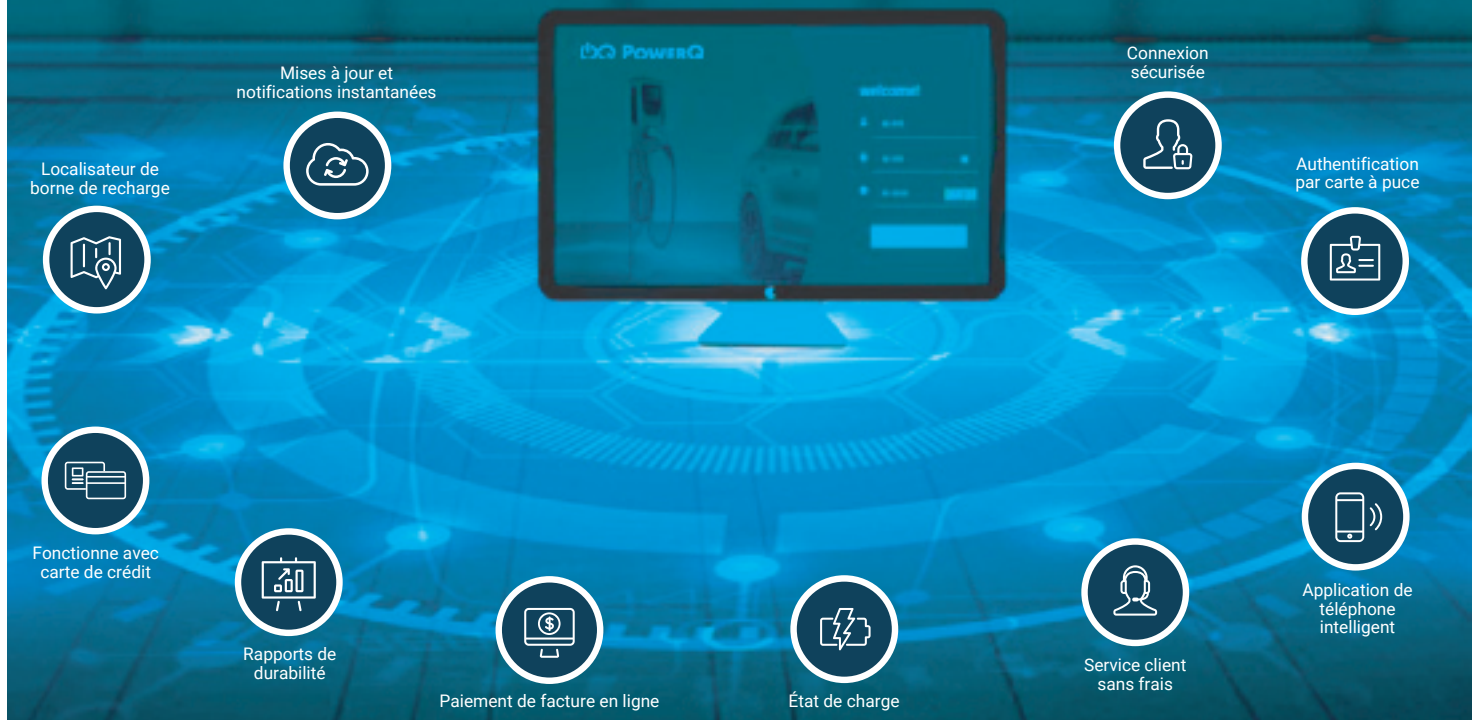 PowerQ
welcome!
Mises à jour et
notifications instantanées
Connexion
sécurisée
Localisateur de
borne de recharge
Authentification
par carte à puce
Fonctionne avec
carte de crédit
Rapports de
durabilité
Paiement de facture en ligne
État de charge
Service client
sans frais
Application de
téléphone
intelligent